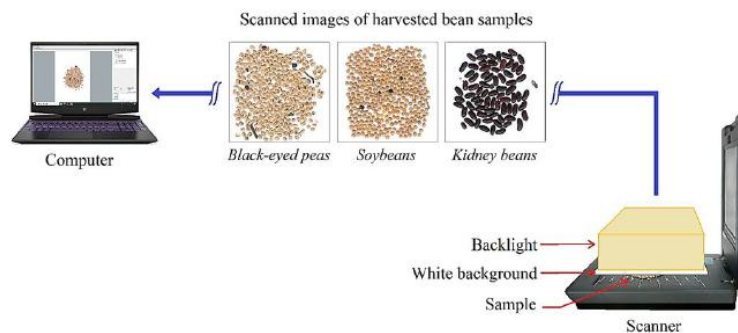 Scanned images of harvested bean samples
Computer
Black-eyed peas
Soybeans
Kidney beans
Backlight
White background
Sample
Scanner